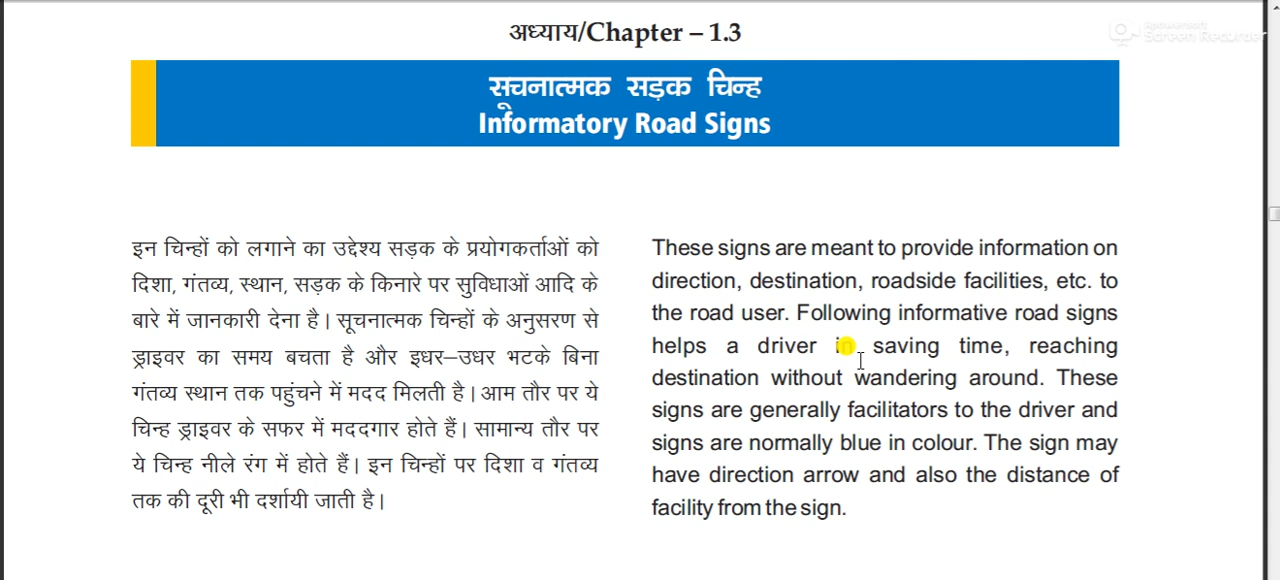 अध्याय/Chapter – 1.3
Apowersoft
Screen Recorder
सूचनात्मक सड़क चिन्ह
Informatory Road Signs
इन चिन्हों को लगाने का उद्देश्य सड़क के प्रयोगकर्ताओं को
दिशा, गंतव्य, स्थान, सड़क के किनारे पर सुविधाओं आदि के
बारे में जानकारी देना है। सूचनात्मक चिन्हों के अनुसरण से
ड्राइवर का समय बचता है और इधर–उधर भटके बिना
गंतव्य स्थान तक पहुंचने में मदद मिलती है। आम तौर पर ये
चिन्ह ड्राइवर के सफर में मददगार होते हैं। सामान्य तौर पर
ये चिन्ह नीले रंग में होते हैं। इन चिन्हों पर दिशा व गंतव्य
तक की दूरी भी दर्शायी जाती है।
These signs are meant to provide information on
direction, destination, roadside facilities, etc. to
the road user. Following informative road signs
helps a driver in saving time, reaching
destination without wandering around. These
signs are generally facilitators to the driver and
signs are normally blue in colour. The sign may
have direction arrow and also the distance of
facility from the sign.